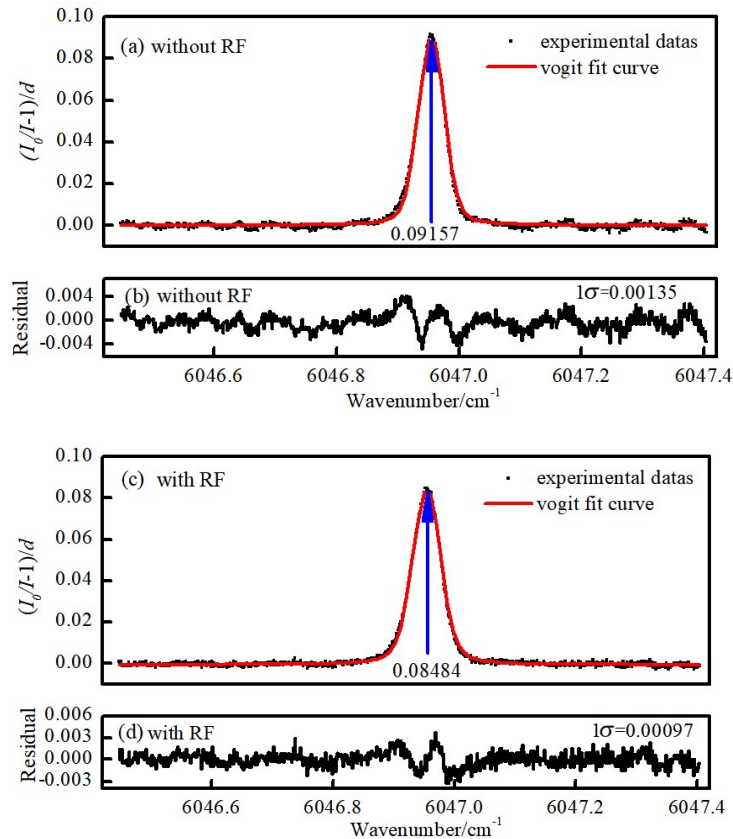 0.10
(a) without RF
experimental datas
vogit fit curve
0.08
0.06
0.04
0.02
0.00
(I₀/I-1)/d
0.09157
(b) without RF
1σ=0.00135
0.004
0.000
-0.004
Residual
6046.6 6046.8 6047.0 6047.2 6047.4
Wavenumber/cm⁻¹
0.10
(c) with RF
experimental datas
vogit fit curve
0.08
0.06
0.04
0.02
0.00
(I₀/I-1)/d
0.08484
(d) with RF
1σ=0.00097
0.006
0.003
0.000
-0.003
Residual
6046.6 6046.8 6047.0 6047.2 6047.4
Wavenumber/cm⁻¹